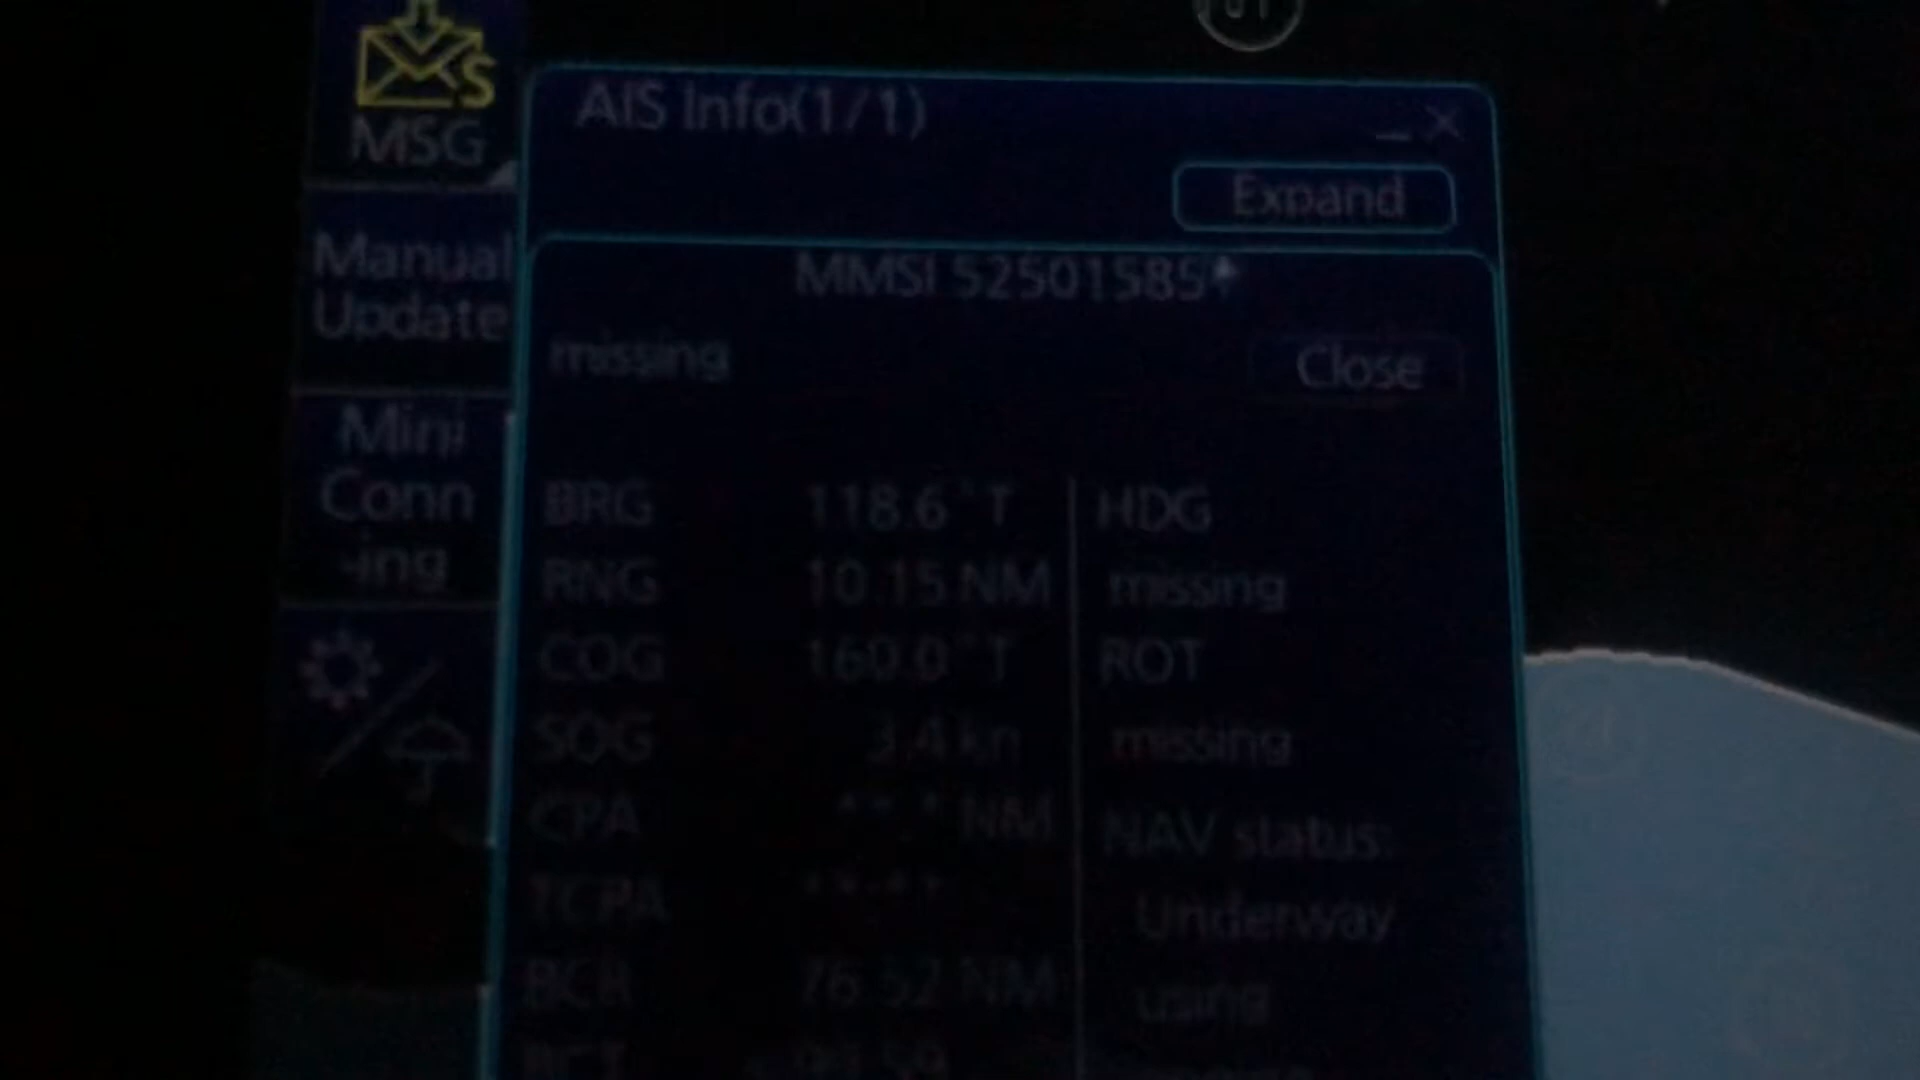 MSG
Manual
Update
Mini
Conn
-ing
AIS Info(1/1)
Expand
missing
Close
BRG 118.6°T
RNG 10.15 NM
COG 160.0°T
SOG 3.4 kn
CPA **.* NM
TCPA **:**
BCR 76.52 NM
HDG
missing
ROT
missing
NAV status:
Underway
using